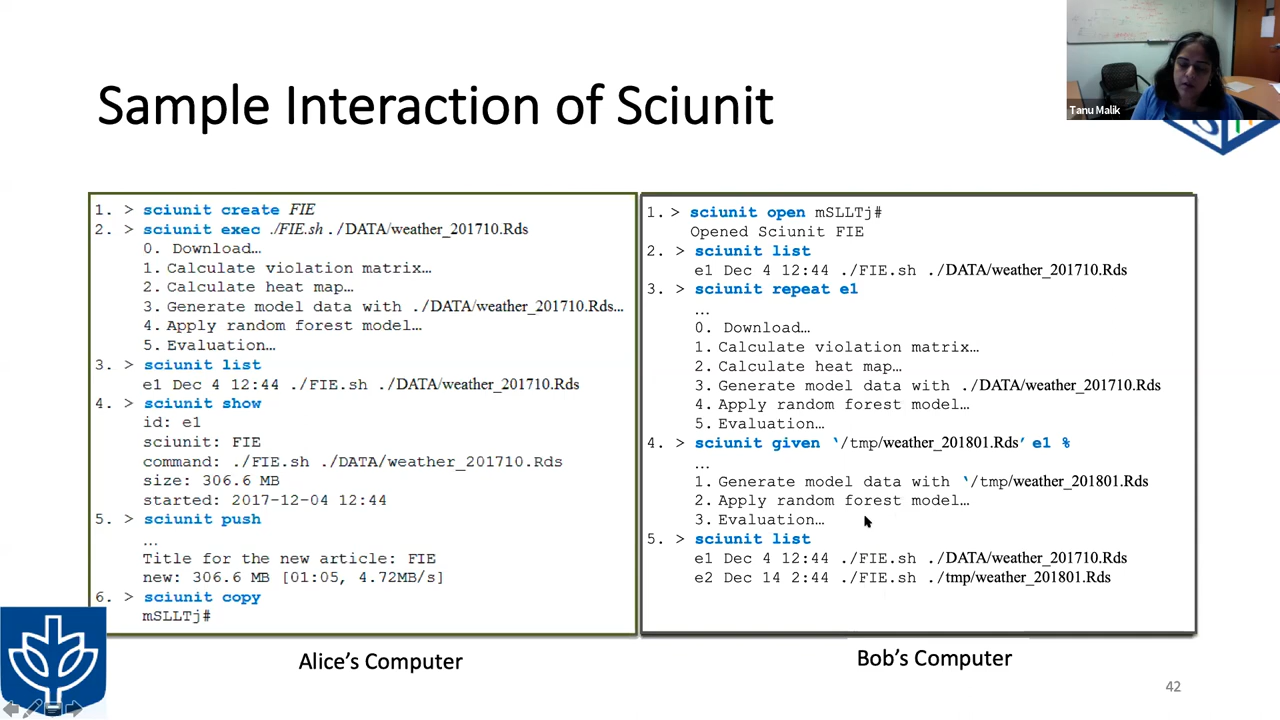 Sample Interaction of Sciunit
Tanu Malik
1. > sciunit create FIE
2. > sciunit exec ./FIE.sh ./DATA/weather_201710.Rds
0. Download…
1. Calculate violation matrix…
2. Calculate heat map…
3. Generate model data with ./DATA/weather_201710.Rds…
4. Apply random forest model…
5. Evaluation…
3. > sciunit list
e1 Dec 4 12:44 ./FIE.sh ./DATA/weather_201710.Rds
4. > sciunit show
id: e1
sciunit: FIE
command: ./FIE.sh ./DATA/weather_201710.Rds
size: 306.6 MB
started: 2017-12-04 12:44
5. > sciunit push
…
Title for the new article: FIE
new: 306.6 MB [01:05, 4.72MB/s]
6. > sciunit copy
mSLLTj#
Alice's Computer
1. > sciunit open mSLLTj#
Opened Sciunit FIE
2. > sciunit list
e1 Dec 4 12:44 ./FIE.sh ./DATA/weather_201710.Rds
3. > sciunit repeat e1
…
0. Download…
1. Calculate violation matrix…
2. Calculate heat map…
3. Generate model data with ./DATA/weather_201710.Rds
4. Apply random forest model…
5. Evaluation…
4. > sciunit given ‘/tmp/weather_201801.Rds’ e1 %
…
1. Generate model data with ‘/tmp/weather_201801.Rds
2. Apply random forest model…
3. Evaluation…
5. > sciunit list
e1 Dec 4 12:44 ./FIE.sh ./DATA/weather_201710.Rds
e2 Dec 14 2:44 ./FIE.sh ./tmp/weather_201801.Rds
Bob's Computer
42